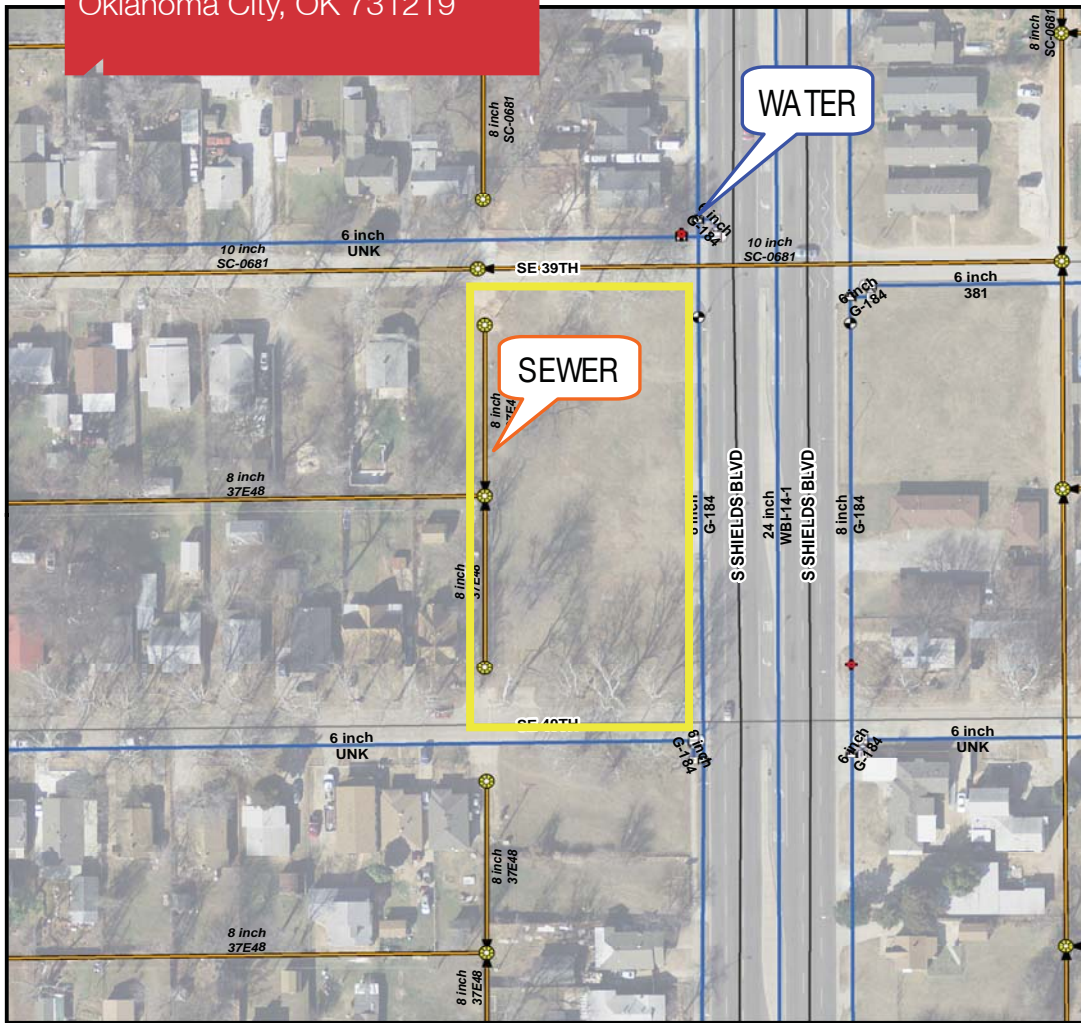 Oklahoma City, OK 731219
8 inch
SC-0681
8 inch
SC-0681
WATER
6 inch
G-184
6 inch
UNK
10 inch
SC-0681
10 inch
SC-0681
SE 39TH
6 inch
381
6 inch
G-184
SEWER
8 inch
8 inch
37E48
8 inch
37E48
G-184
S SHIELDS BLVD
24 inch
WBI-14-1
S SHIELDS BLVD
8 inch
G-184
SE 40TH
6 inch
UNK
6 inch
G-184
6 inch
G-184
6 inch
UNK
8 inch
37E48
8 inch
37E48
8 inch
37E48